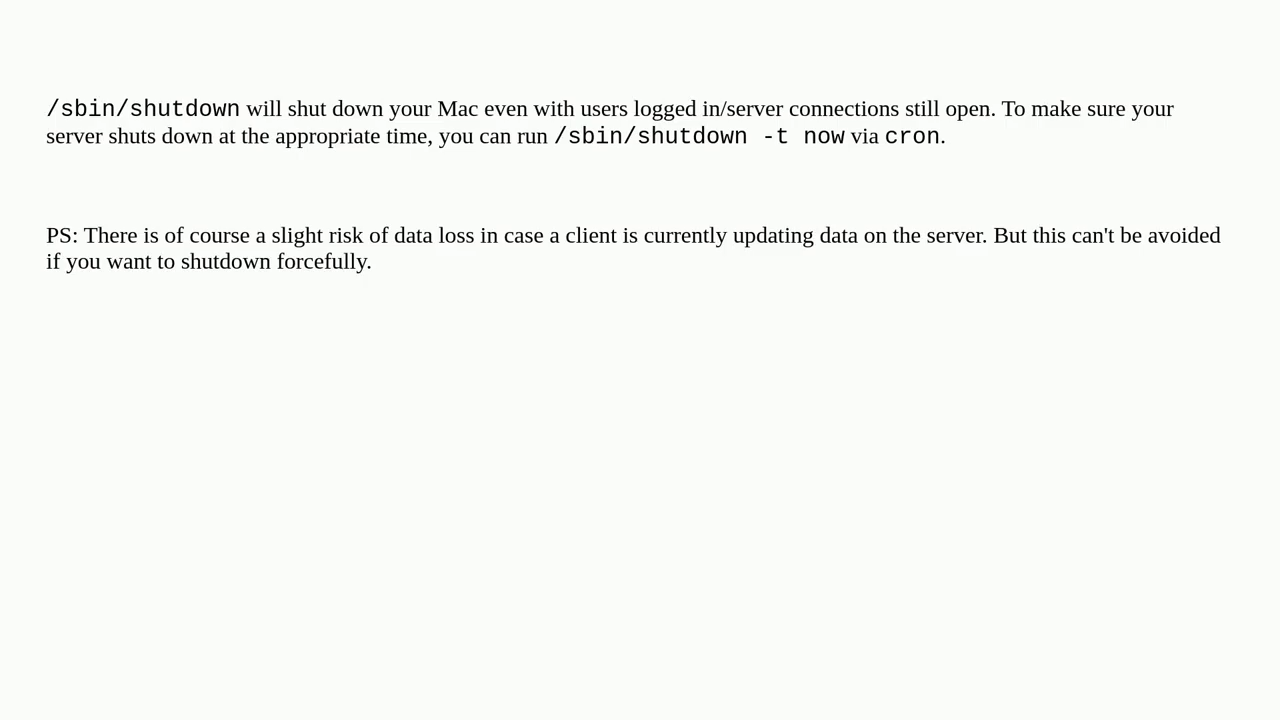 /sbin/shutdown will shut down your Mac even with users logged in/server connections still open. To make sure your
server shuts down at the appropriate time, you can run /sbin/shutdown -t now via cron.
PS: There is of course a slight risk of data loss in case a client is currently updating data on the server. But this can't be avoided
if you want to shutdown forcefully.